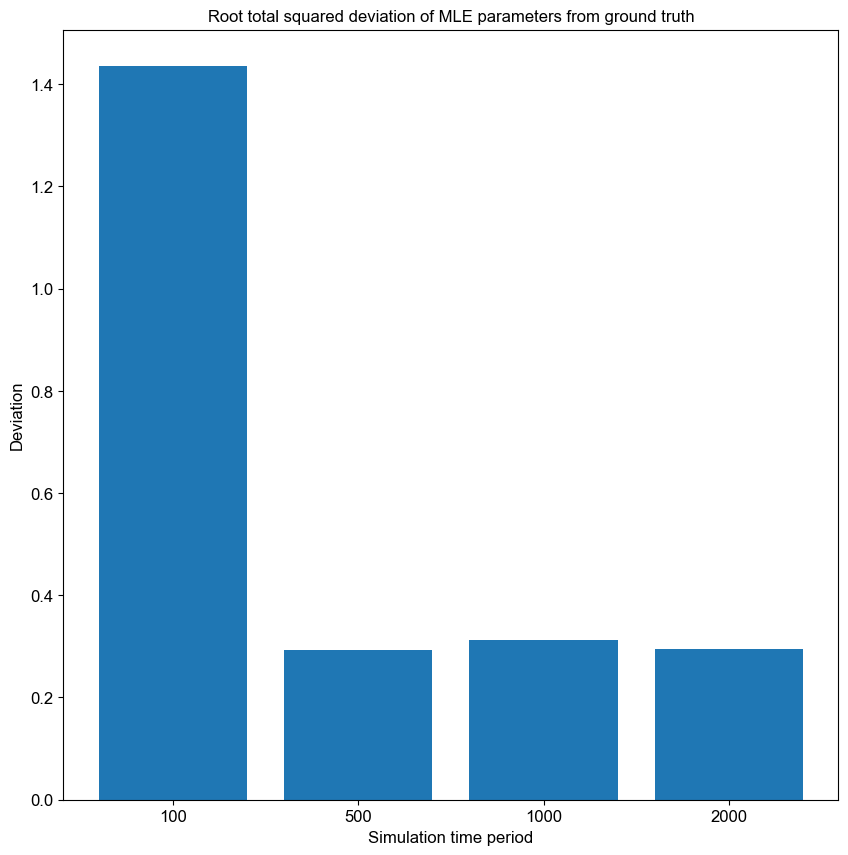 Root total squared deviation of MLE parameters from ground truth
1.4
1.2
1.0
0.8
0.6
0.4
0.2
0.0
Deviation
100 500 1000 2000
Simulation time period